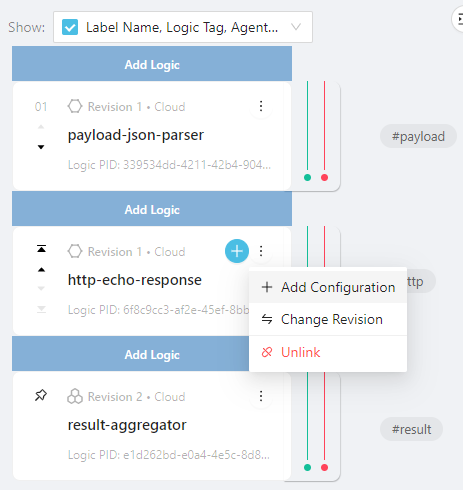 Show: Label Name, Logic Tag, Agent...
Add Logic
01 Revision 1 • Cloud
payload-json-parser
Logic PID: 339534dd-4211-42b4-904...
#payload
Add Logic
Revision 1 • Cloud
http-echo-response
Logic PID: 6f8c9cc3-af2e-45ef-8bb
ttp
Add Configuration
Change Revision
Unlink
Add Logic
Revision 2 • Cloud
result-aggregator
Logic PID: e1d262bd-e0a4-4e5c-8d8...
#result